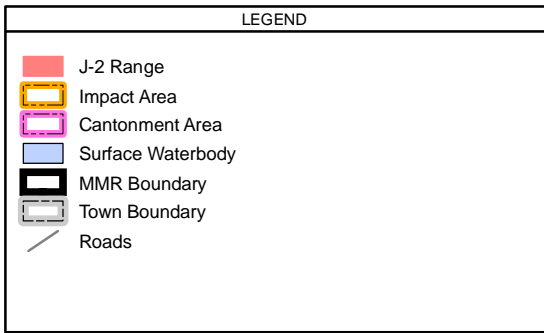 LEGEND
J-2 Range
Impact Area
Cantonment Area
Surface Waterbody
MMR Boundary
Town Boundary
Roads